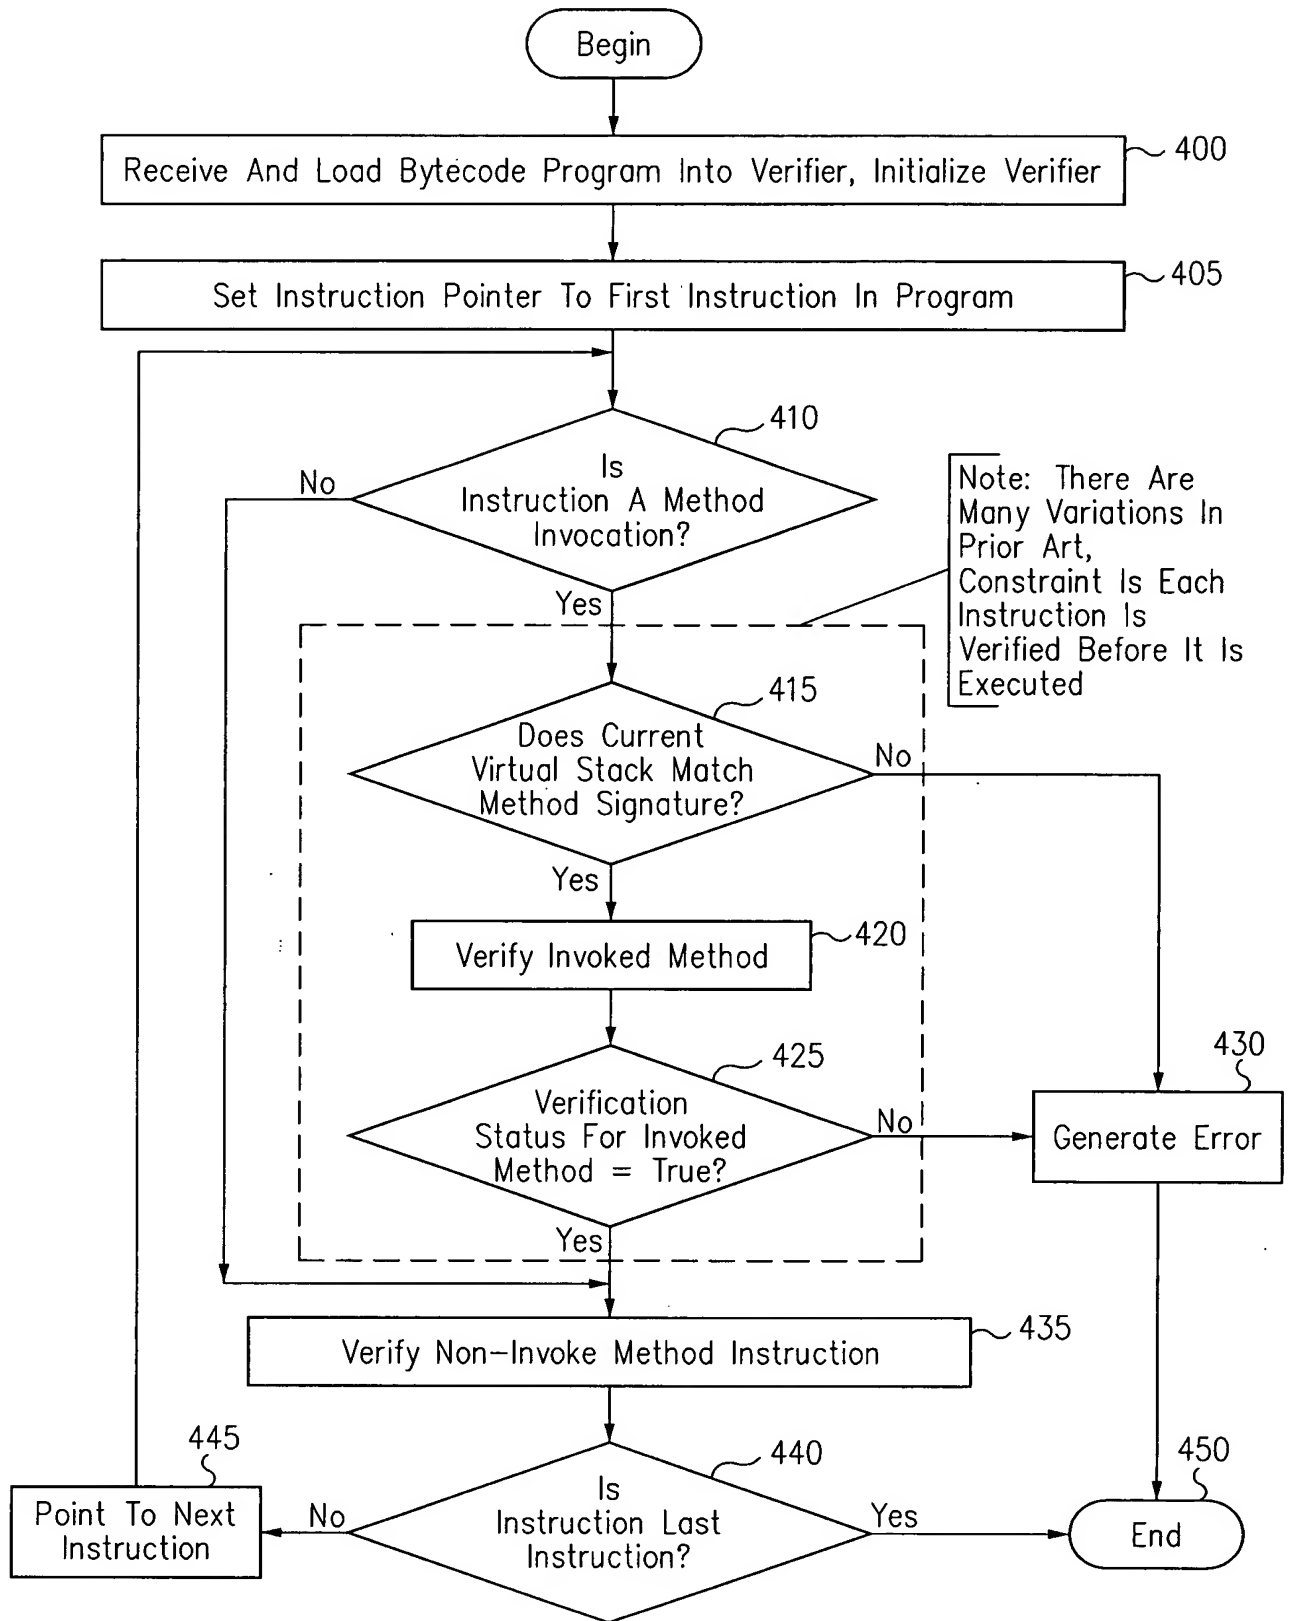 Begin
Receive And Load Bytecode Program Into Verifier, Initialize Verifier
400
Set Instruction Pointer To First Instruction In Program
405
410
Is
Instruction A Method
Invocation?
No
Yes
Note: There Are
Many Variations In
Prior Art,
Constraint Is Each
Instruction Is
Verified Before It Is
Executed
415
Does Current
Virtual Stack Match
Method Signature?
No
Yes
Verify Invoked Method
420
425
Verification
Status For Invoked
Method = True?
No
Yes
430
Generate Error
Verify Non-Invoke Method Instruction
435
440
Is
Instruction Last
Instruction?
No
Yes
445
Point To Next
Instruction
450
End